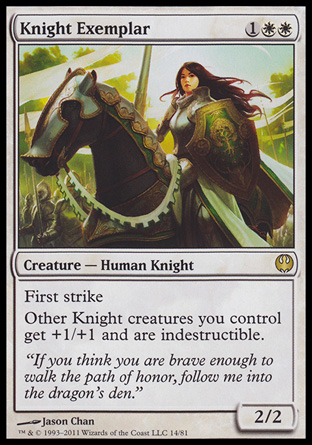 Knight Exemplar 1
Creature — Human Knight
First strike
Other Knight creatures you control
get +1/+1 and are indestructible.
“If you think you are brave enough to
walk the path of honor, follow me into
the dragon’s den.”
Jason Chan
™ & © 1993–2011 Wizards of the Coast LLC 14/81
2/2